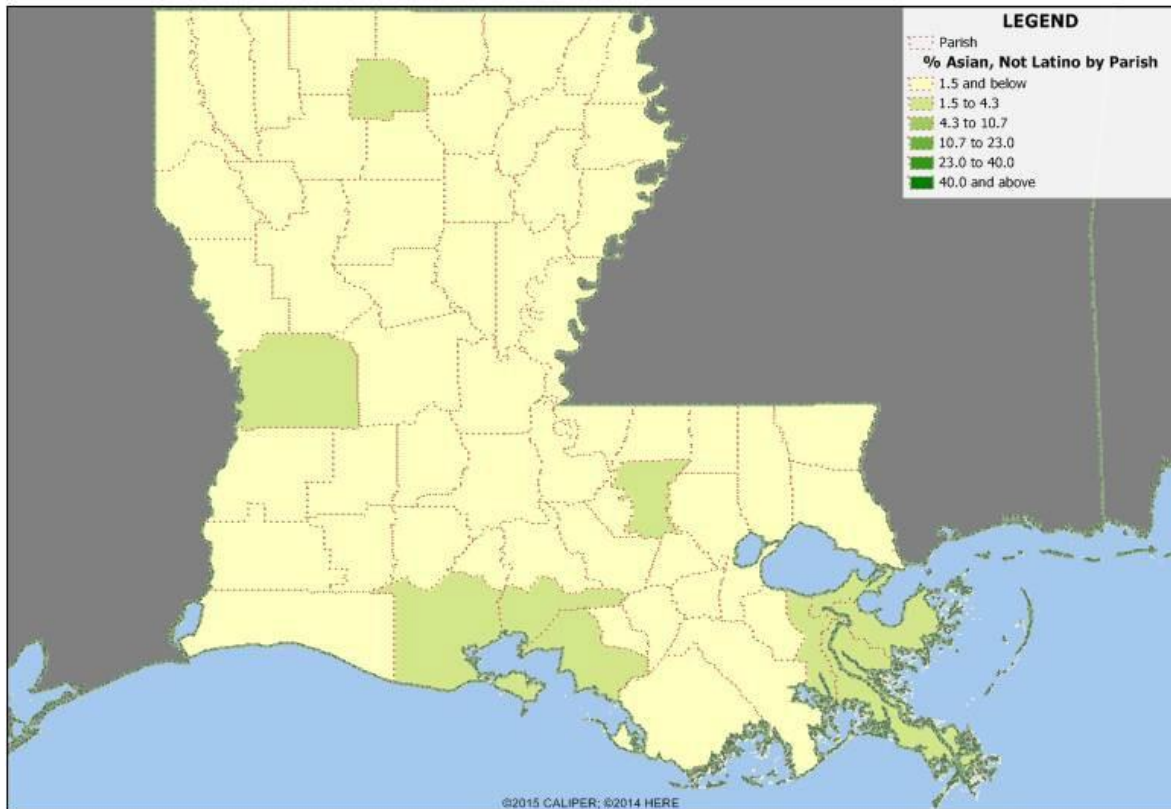 LEGEND
Parish
% Asian, Not Latino by Parish
1.5 and below
1.5 to 4.3
4.3 to 10.7
10.7 to 23.0
23.0 to 40.0
40.0 and above
©2015 CALIPER; ©2014 HERE